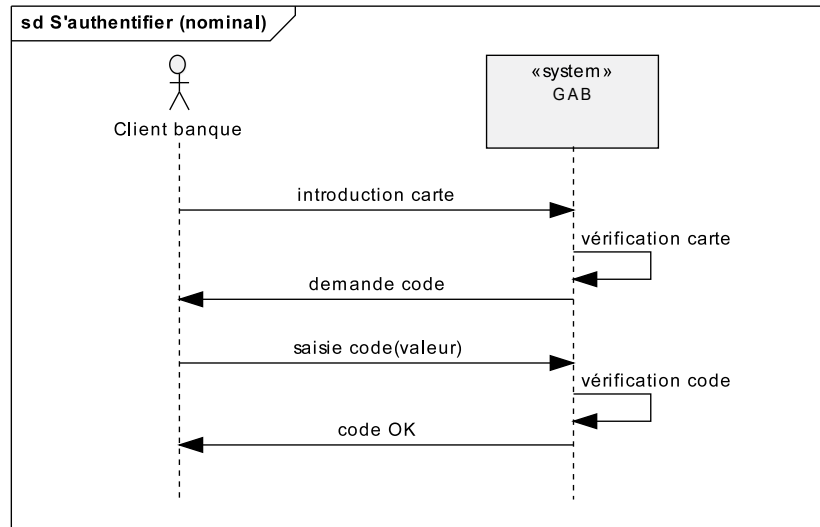 sd S'authentifier (nominal)
«system»
GAB
Client banque
introduction carte
vérification carte
demande code
saisie code(valeur)
vérification code
code OK